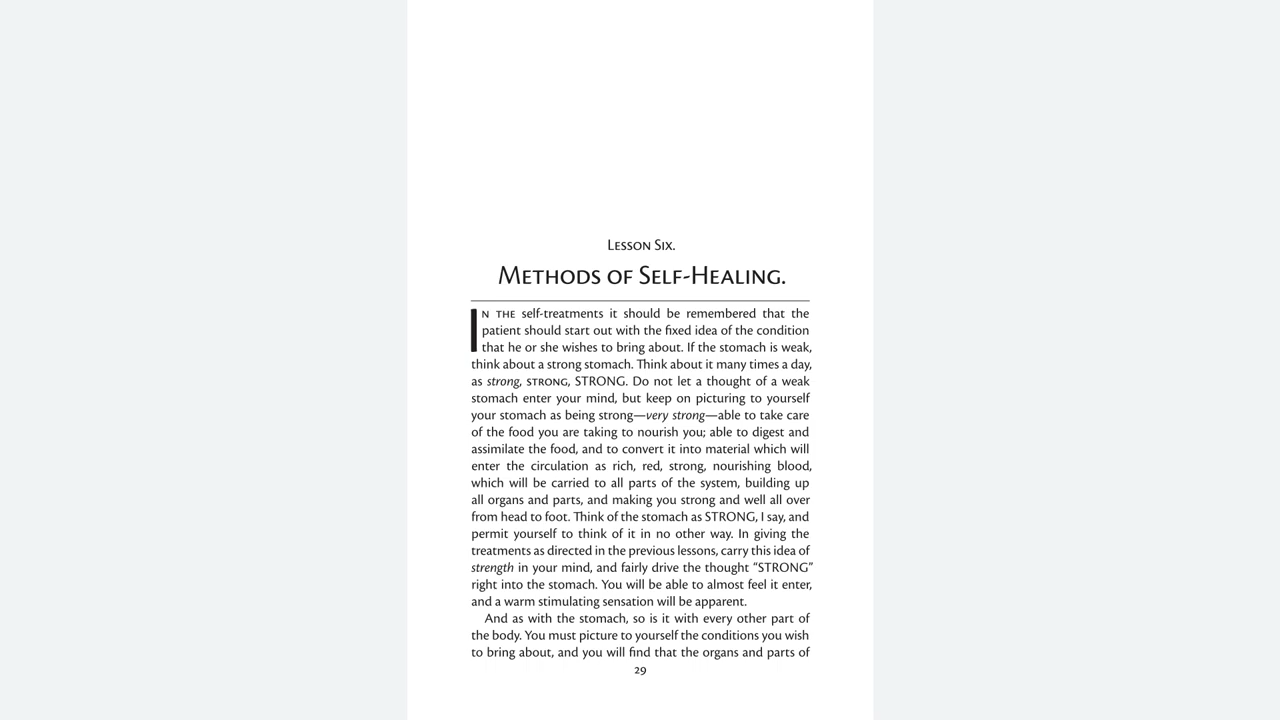 Lesson Six.
Methods of Self-Healing.
In the self-treatments it should be remembered that the
patient should start out with the fixed idea of the condition
that he or she wishes to bring about. If the stomach is weak,
think about a strong stomach. Think about it many times a day,
as strong, strong, STRONG. Do not let a thought of a weak
stomach enter your mind, but keep on picturing to yourself
your stomach as being strong—very strong—able to take care
of the food you are taking to nourish you; able to digest and
assimilate the food, and to convert it into material which will
enter the circulation as rich, red, strong, nourishing blood,
which will be carried to all parts of the system, building up
all organs and parts, and making you strong and well all over
from head to foot. Think of the stomach as STRONG, I say, and
permit yourself to think of it in no other way. In giving the
treatments as directed in the previous lessons, carry this idea of
strength in your mind, and fairly drive the thought “STRONG”
right into the stomach. You will be able to almost feel it enter,
and a warm stimulating sensation will be apparent.
And as with the stomach, so is it with every other part of
the body. You must picture to yourself the conditions you wish
to bring about, and you will find that the organs and parts of
29